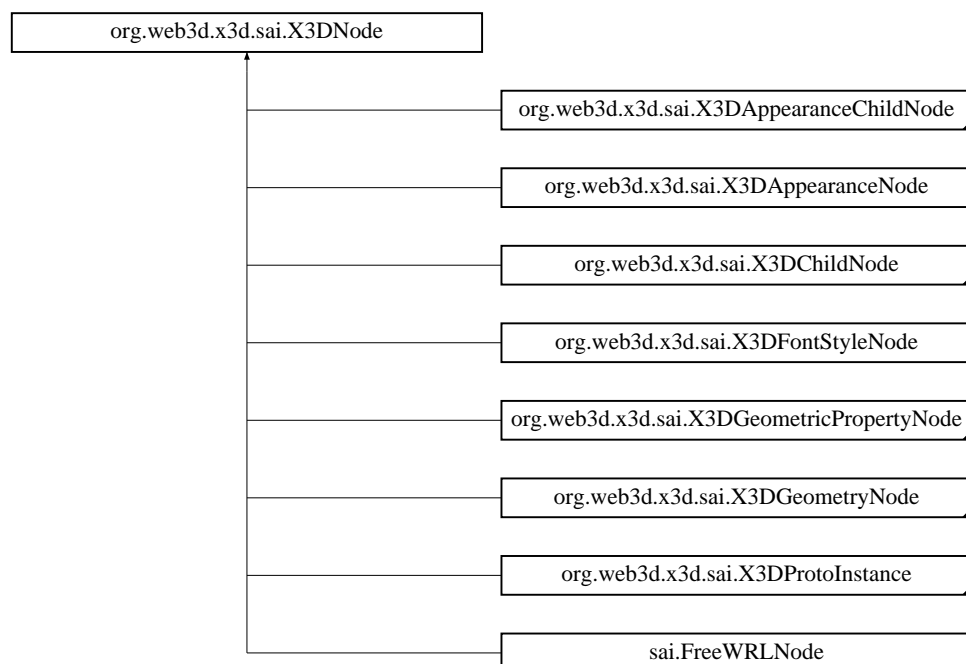 org.web3d.x3d.sai.X3DNode
org.web3d.x3d.sai.X3DAppearanceChildNode
org.web3d.x3d.sai.X3DAppearanceNode
org.web3d.x3d.sai.X3DChildNode
org.web3d.x3d.sai.X3DFontStyleNode
org.web3d.x3d.sai.X3DGeometricPropertyNode
org.web3d.x3d.sai.X3DGeometryNode
org.web3d.x3d.sai.X3DProtoInstance
sai.FreeWRLNode